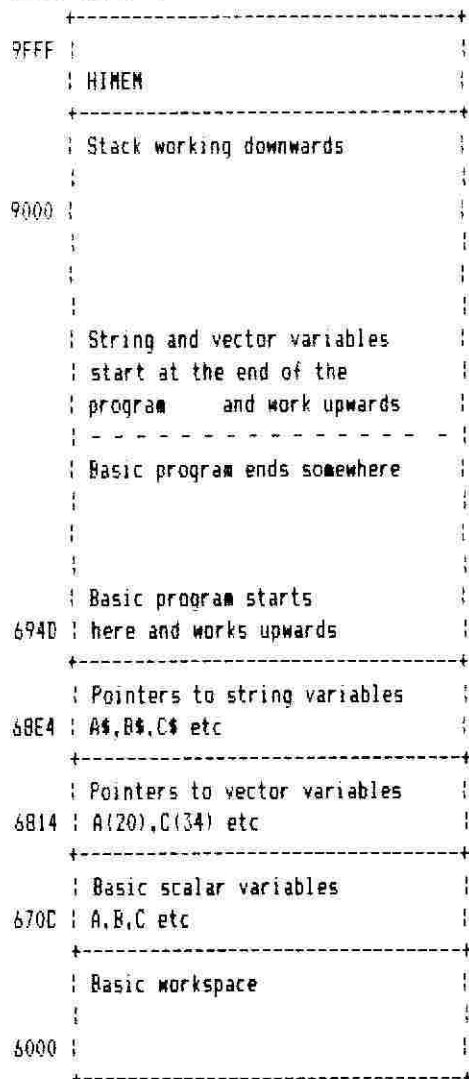 +-------------------------------+
9FFF ¦ ¦
¦ HIMEM ¦
+-------------------------------+
¦ Stack working downwards ¦
¦ ¦
9000 ¦ ¦
¦ ¦
¦ ¦
¦ ¦
¦ String and vector variables ¦
¦ start at the end of the ¦
¦ program and work upwards ¦
¦ - - - - - - - - - - - - - - - ¦
¦ Basic program ends somewhere ¦
¦ ¦
¦ ¦
¦ ¦
¦ Basic program starts ¦
694D ¦ here and works upwards ¦
+-------------------------------+
¦ Pointers to string variables ¦
68E4 ¦ A$,B$,C$ etc ¦
+-------------------------------+
¦ Pointers to vector variables ¦
6814 ¦ A(20),C(34) etc ¦
+-------------------------------+
¦ Basic scalar variables ¦
670C ¦ A,B,C etc ¦
+-------------------------------+
¦ Basic workspace ¦
¦ ¦
6000 ¦ ¦
+-------------------------------+